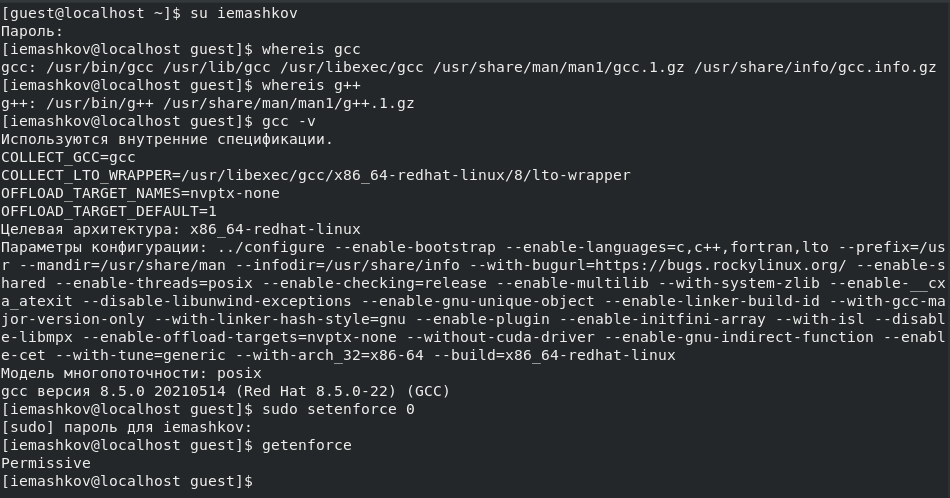 [guest@localhost ~]$ su iemashkov
Пароль:
[iemashkov@localhost guest]$ whereis gcc
gcc: /usr/bin/gcc /usr/lib/gcc /usr/libexec/gcc /usr/share/man/man1/gcc.1.gz /usr/share/info/gcc.info.gz
[iemashkov@localhost guest]$ whereis g++
g++: /usr/bin/g++ /usr/share/man/man1/g++.1.gz
[iemashkov@localhost guest]$ gcc -v
Используются внутренние спецификации.
COLLECT_GCC=gcc
COLLECT_LTO_WRAPPER=/usr/libexec/gcc/x86_64-redhat-linux/8/lto-wrapper
OFFLOAD_TARGET_NAMES=nvptx-none
OFFLOAD_TARGET_DEFAULT=1
Целевая архитектура: x86_64-redhat-linux
Параметры конфигурации: ../configure --enable-bootstrap --enable-languages=c,c++,fortran,lto --prefix=/us
r --mandir=/usr/share/man --infodir=/usr/share/info --with-bugurl=https://bugs.rockylinux.org/ --enable-s
hared --enable-threads=posix --enable-checking=release --enable-multilib --with-system-zlib --enable-__cx
a_atexit --disable-libunwind-exceptions --enable-gnu-unique-object --enable-linker-build-id --with-gcc-ma
jor-version-only --with-linker-hash-style=gnu --enable-plugin --enable-initfini-array --with-isl --disabl
e-libmpx --enable-offload-targets=nvptx-none --without-cuda-driver --enable-gnu-indirect-function --enabl
e-cet --with-tune=generic --with-arch_32=x86-64 --build=x86_64-redhat-linux
Модель многопоточности: posix
gcc версия 8.5.0 20210514 (Red Hat 8.5.0-22) (GCC)
[iemashkov@localhost guest]$ sudo setenforce 0
[sudo] пароль для iemashkov:
[iemashkov@localhost guest]$ getenforce
Permissive
[iemashkov@localhost guest]$